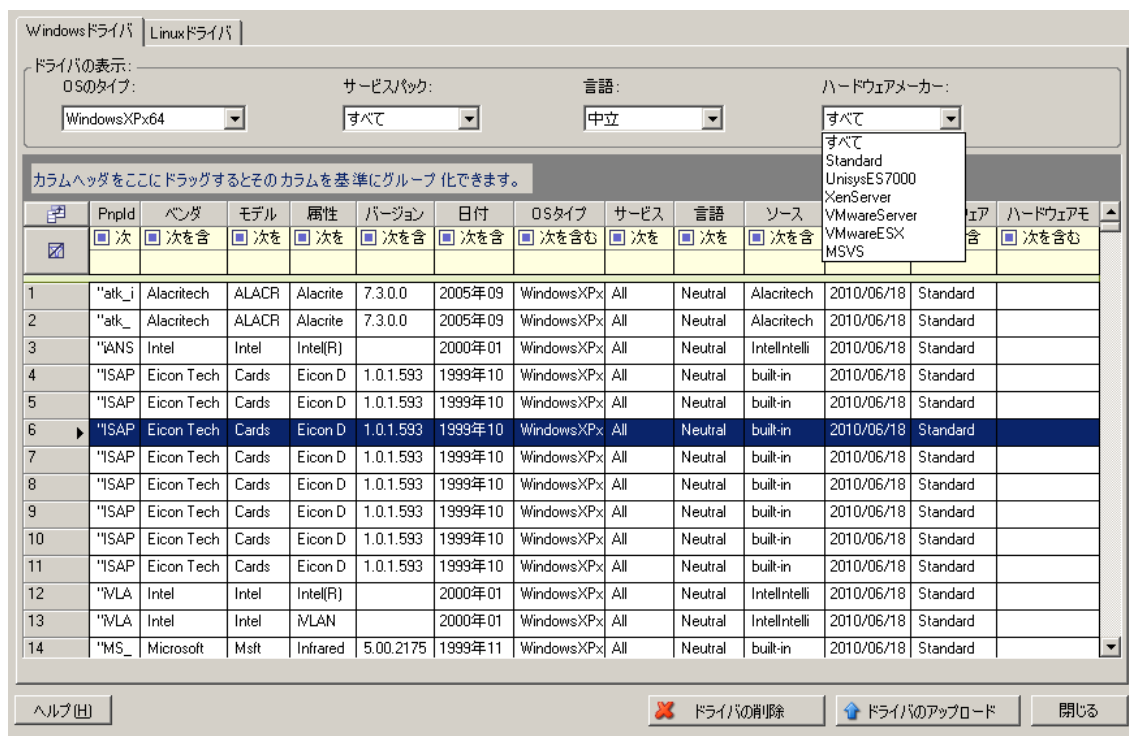 Windowsドライバ Linuxドライバ
ドライバの表示:
OSのタイプ: サービスパック: 言語: ハードウェアメーカー:
WindowsXPx64 すべて 中立 すべて
すべて
Standard
UnisysES7000
XenServer
VMwareServer
VMwareESX
MSVS
カラムヘッダをここにドラッグするとそのカラムを基準にグループ化できます。
PnpId ベンダ モデル 属性 バージョン 日付 OSタイプ サービス 言語 ソース ェア ハードウェアモ
次 次を含 次を 次を 次を含 次を含 次を含む 次を 次を 次を含 含 次を含む
1 "atk_i Alacritech ALACR Alacrite 7.3.0.0 2005年09 WindowsXPx All Neutral Alacritech 2010/06/18 Standard
2 "atk_ Alacritech ALACR Alacrite 7.3.0.0 2005年09 WindowsXPx All Neutral Alacritech 2010/06/18 Standard
3 "iANS Intel Intel Intel(R) 2000年01 WindowsXPx All Neutral IntelIntelli 2010/06/18 Standard
4 "ISAP Eicon Tech Cards Eicon D 1.0.1.593 1999年10 WindowsXPx All Neutral built-in 2010/06/18 Standard
5 "ISAP Eicon Tech Cards Eicon D 1.0.1.593 1999年10 WindowsXPx All Neutral built-in 2010/06/18 Standard
6 "ISAP Eicon Tech Cards Eicon D 1.0.1.593 1999年10 WindowsXPx All Neutral built-in 2010/06/18 Standard
7 "ISAP Eicon Tech Cards Eicon D 1.0.1.593 1999年10 WindowsXPx All Neutral built-in 2010/06/18 Standard
8 "ISAP Eicon Tech Cards Eicon D 1.0.1.593 1999年10 WindowsXPx All Neutral built-in 2010/06/18 Standard
9 "ISAP Eicon Tech Cards Eicon D 1.0.1.593 1999年10 WindowsXPx All Neutral built-in 2010/06/18 Standard
10 "ISAP Eicon Tech Cards Eicon D 1.0.1.593 1999年10 WindowsXPx All Neutral built-in 2010/06/18 Standard
11 "ISAP Eicon Tech Cards Eicon D 1.0.1.593 1999年10 WindowsXPx All Neutral built-in 2010/06/18 Standard
12 "iVLA Intel Intel Intel(R) 2000年01 WindowsXPx All Neutral IntelIntelli 2010/06/18 Standard
13 "iVLA Intel Intel iVLAN 2000年01 WindowsXPx All Neutral IntelIntelli 2010/06/18 Standard
14 "MS_ Microsoft Msft Infrared 5.00.2175 1999年11 WindowsXPx All Neutral built-in 2010/06/18 Standard
ヘルプ(H) ドライバの削除 ドライバのアップロード 閉じる